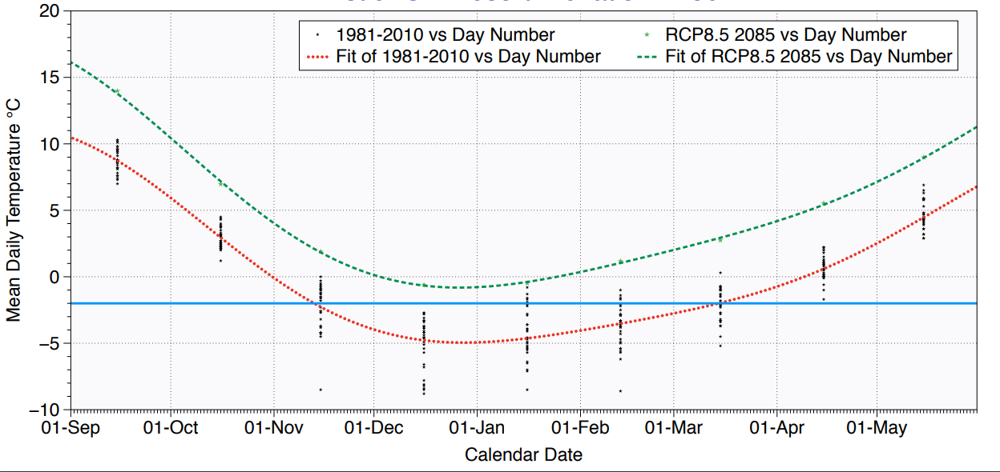 20
1981-2010 vs Day Number
RCP8.5 2085 vs Day Number
Fit of 1981-2010 vs Day Number
Fit of RCP8.5 2085 vs Day Number
15
10
5
0
−5
−10
Mean Daily Temperature °C
01-Sep 01-Oct 01-Nov 01-Dec 01-Jan 01-Feb 01-Mar 01-Apr 01-May
Calendar Date